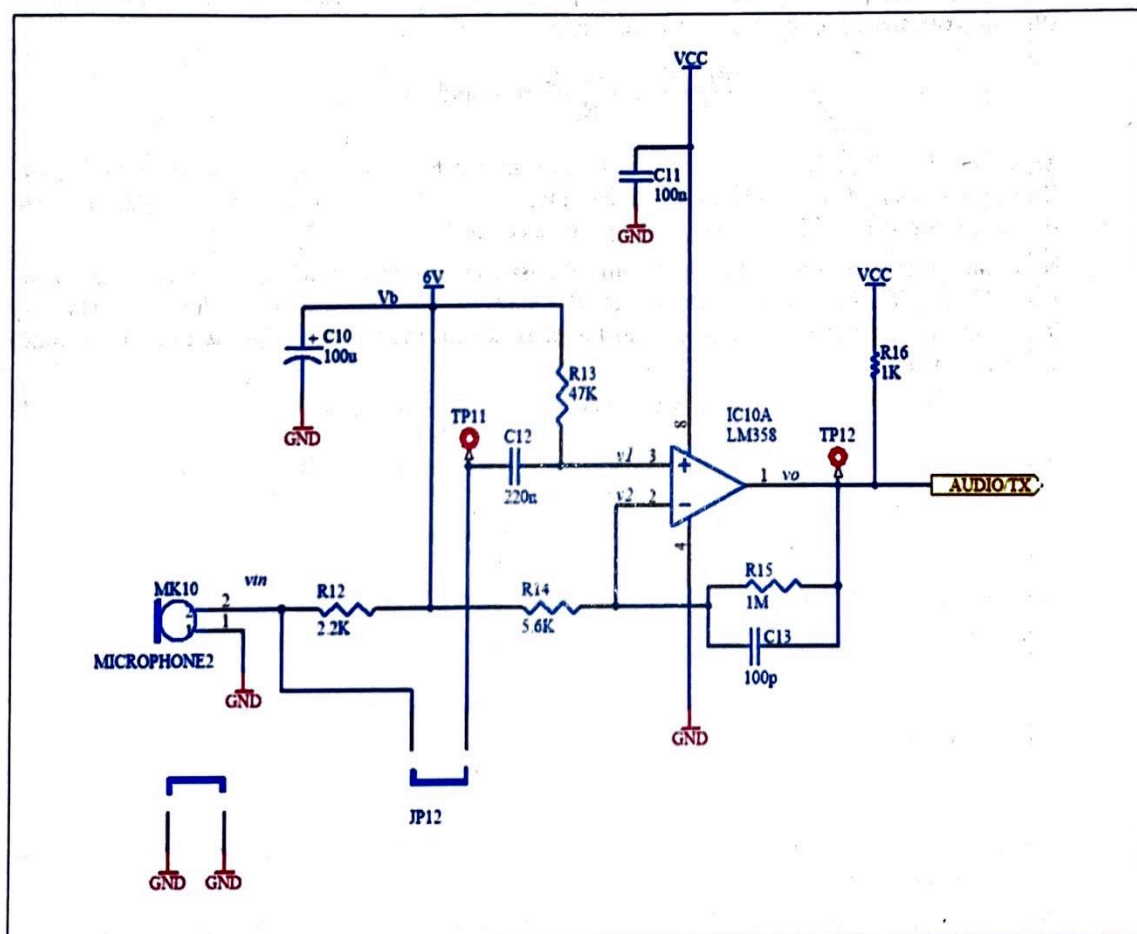 VCC
C11
100n
GND
6V
Vb
VCC
+ C10
100u
R13
47K
R16
1K
GND
TP11
C12
220n
IC10A
LM358
TP12
8
v1 3
+
1 vo
AUDIO/TX
v2 2
-
4
MK10
vin
R12
2.2K
R14
5.6K
R15
1M
2
2
1
1
MICROPHONE2
C13
100p
GND
GND
JP12
GND
GND